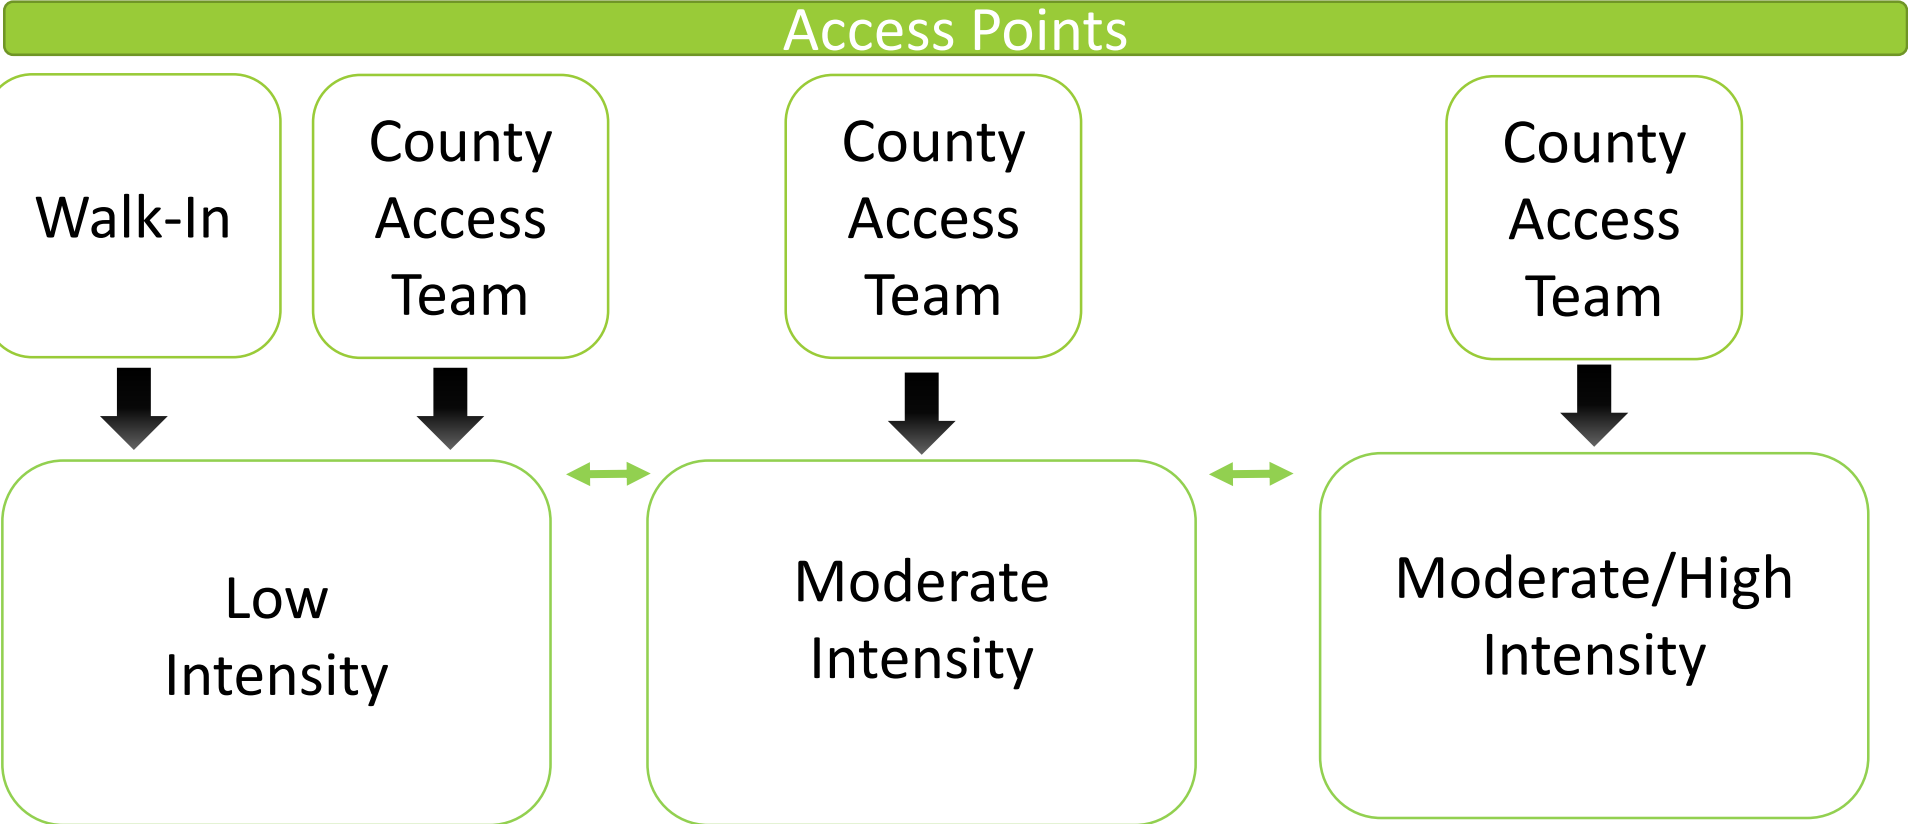 Access Points
Walk-In
County
Access
Team
County
Access
Team
County
Access
Team
Low
Intensity
Moderate
Intensity
Moderate/High
Intensity